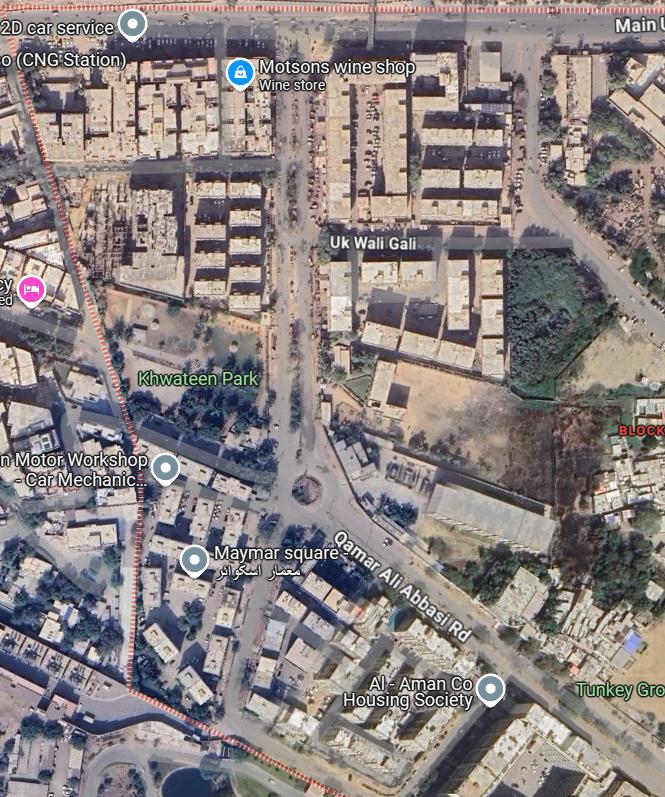 2D car service
o (CNG Station)
Main U
Motsons wine shop
Wine store
Uk Wali Gali
cy
ed
Khwateen Park
BLOCK
n Motor Workshop
- Car Mechanic...
Maymar square
معمار اسکوائر
Qamar Ali Abbasi Rd
Al - Aman Co
Housing Society
Tunkey Gro